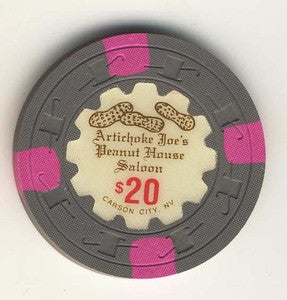 Artichoke Joe's
Peanut House
Saloon
$20
CARSON CITY, NV